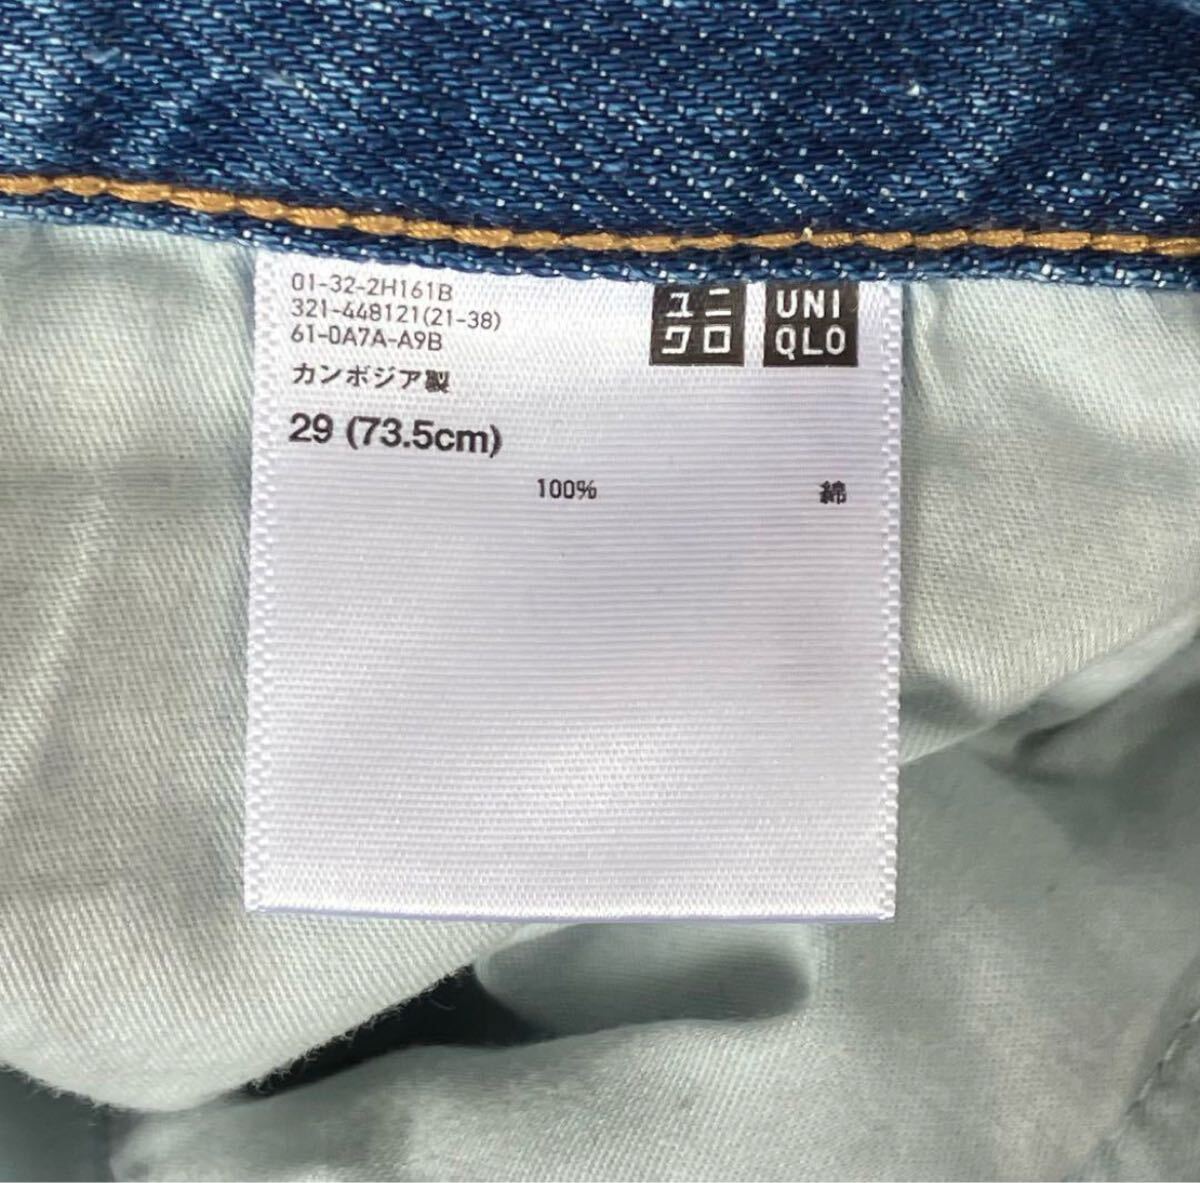 01-32-2H161B
321-448121(21-38)
61-0A7A-A9B
カンボジア製
29 (73.5cm)
100% 綿
ユニ
クロ
UNI
QLO